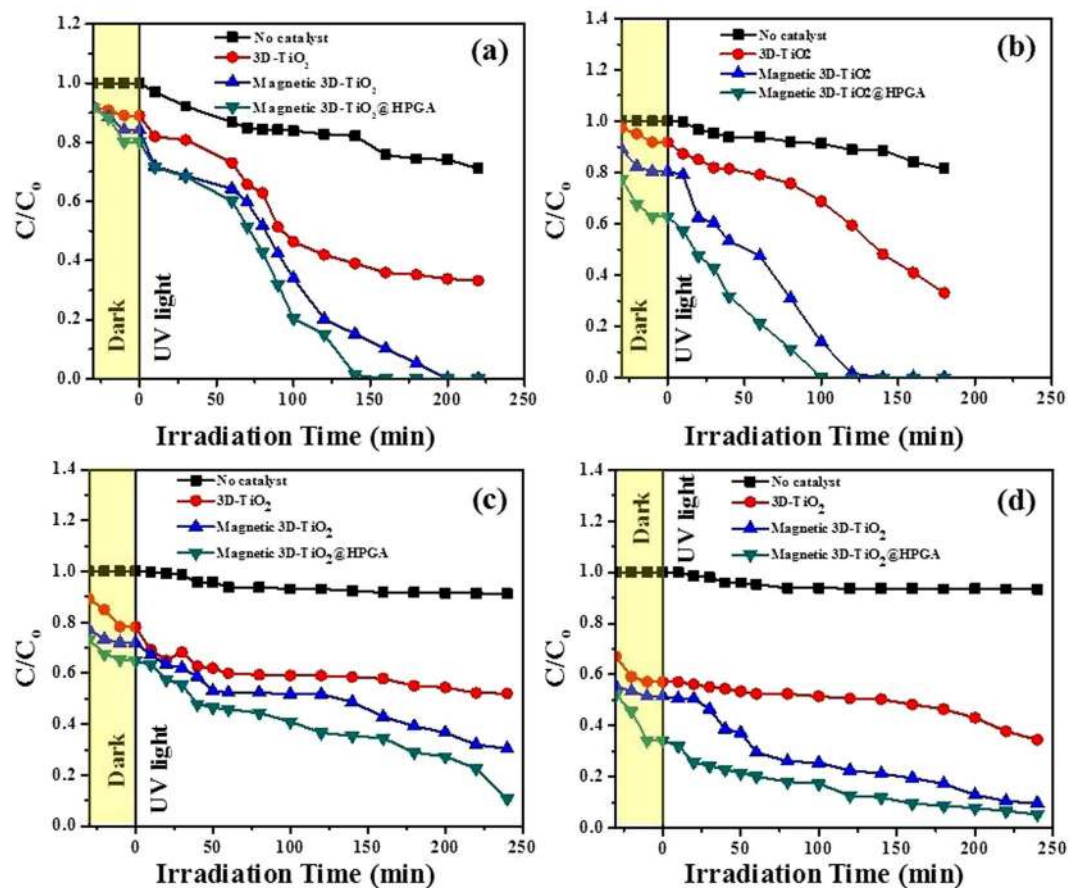 (a)
No catalyst
3D-TiO2
Magnetic 3D-TiO2
Magnetic 3D-TiO2@HPGA
C/Co
1.2
1.0
0.8
0.6
0.4
0.2
0.0
Dark
UV light
0 50 100 150 200 250
Irradiation Time (min)
(b)
No catalyst
3D-TiO2
Magnetic 3D-TiO2
Magnetic 3D-TiO2@HPGA
C/Co
1.4
1.2
1.0
0.8
0.6
0.4
0.2
0.0
Dark
UV light
0 50 100 150 200 250
Irradiation Time (min)
(c)
No catalyst
3D-TiO2
Magnetic 3D-TiO2
Magnetic 3D-TiO2@HPGA
C/Co
1.4
1.2
1.0
0.8
0.6
0.4
0.2
0.0
Dark
UV light
0 50 100 150 200 250
Irradiation Time (min)
(d)
No catalyst
3D-TiO2
Magnetic 3D-TiO2
Magnetic 3D-TiO2@HPGA
C/Co
1.4
1.2
1.0
0.8
0.6
0.4
0.2
0.0
Dark
UV light
0 50 100 150 200 250
Irradiation Time (min)